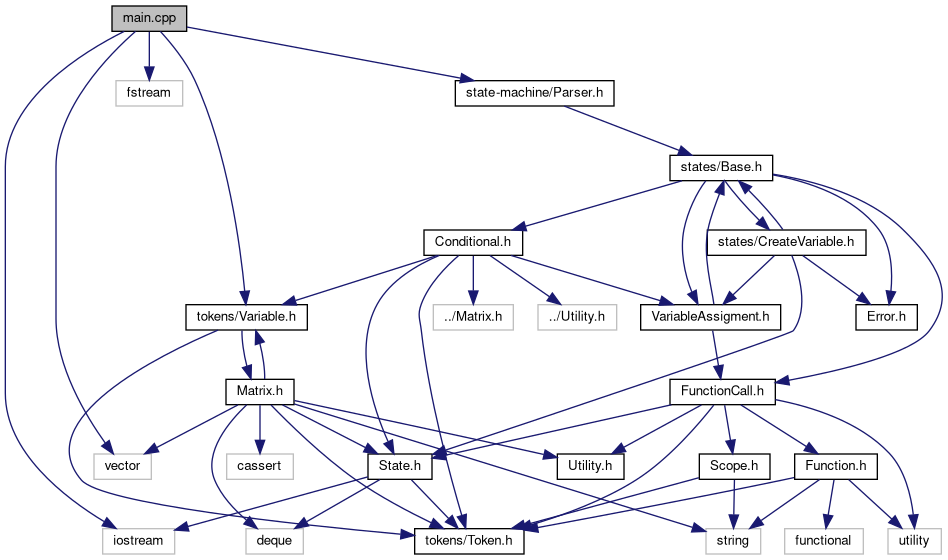 main.cpp
fstream
state-machine/Parser.h
states/Base.h
Conditional.h
states/CreateVariable.h
tokens/Variable.h
../Matrix.h
../Utility.h
VariableAssigment.h
Error.h
Matrix.h
FunctionCall.h
vector
cassert
State.h
Utility.h
Scope.h
Function.h
iostream
deque
tokens/Token.h
string
functional
utility